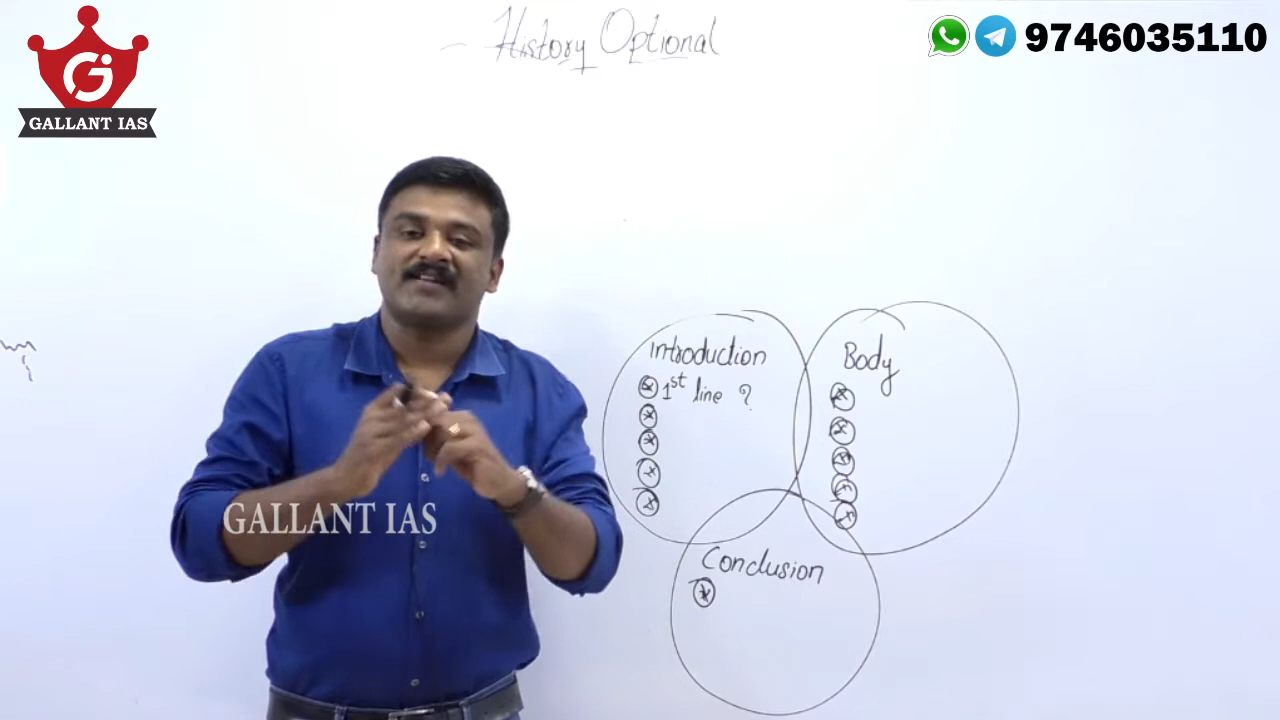 History Optional
9746035110
GALLANT IAS
Introduction
1st line ?
Body
GALLANT IAS
Conclusion